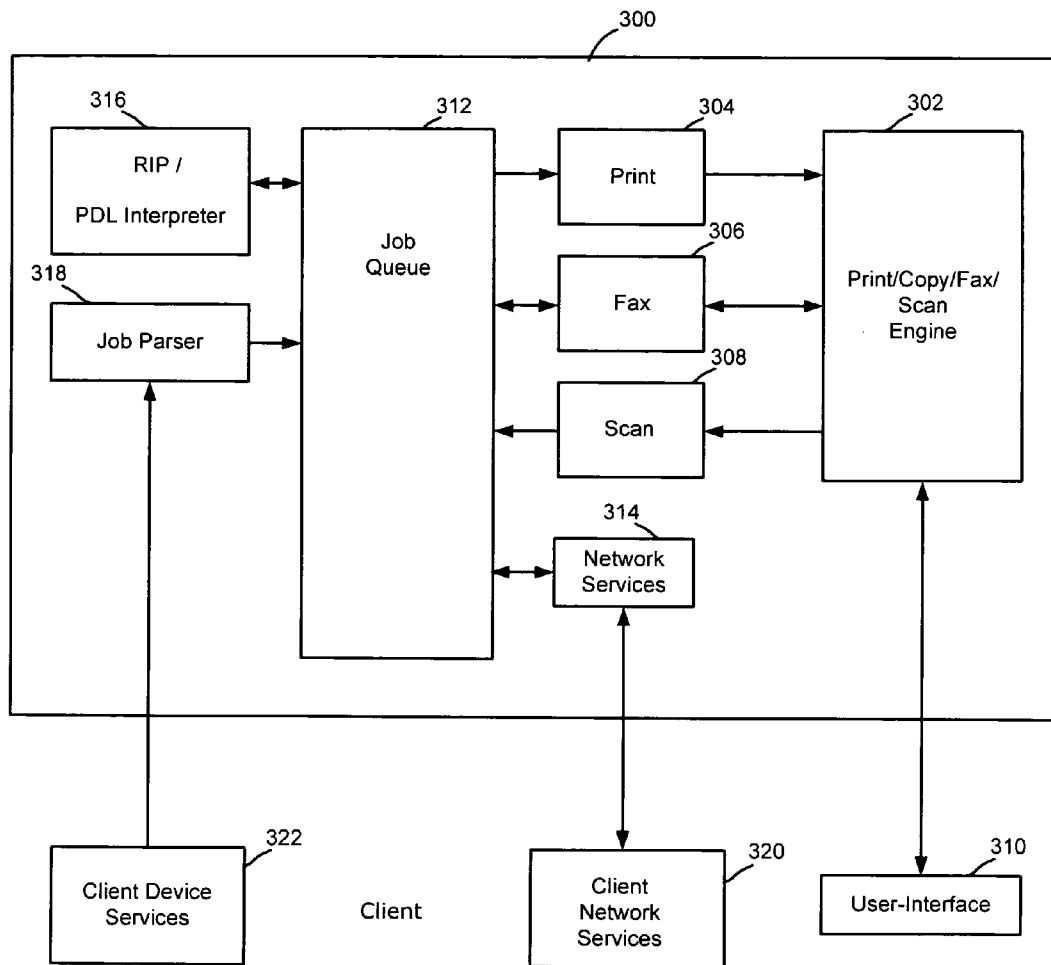 300
316
312
304
302
RIP /
PDL Interpreter
Job
Queue
Print
306
318
Fax
Print/Copy/Fax/
Scan
Engine
Job Parser
308
Scan
314
Network
Services
322
320
310
Client Device
Services
Client
Client
Network
Services
User-Interface